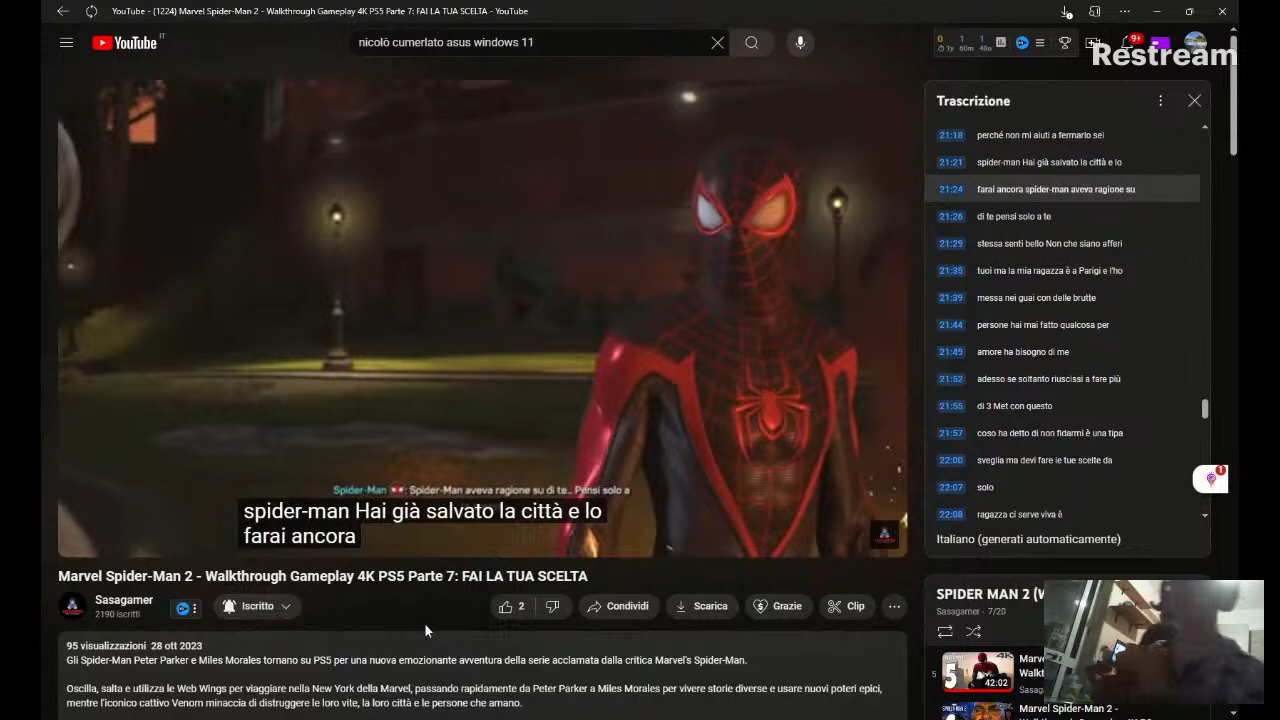 YouTube - (1224) Marvel Spider-Man 2 - Walkthrough Gameplay 4K PS5 Parte 7: FAI LA TUA SCELTA - YouTube
YouTube IT
nicolò cumerlato asus windows 11
0 1 1
1y 60m 48o
9+
Restream
Trascrizione
21:18 perché non mi aiuti a fermarlo sei
21:21 spider-man Hai già salvato la città e lo
21:24 farai ancora spider-man aveva ragione su
21:26 di te pensi solo a te
21:29 stessa senti bello Non che siano afferi
21:35 tuoi ma la mia ragazza è a Parigi e l'ho
21:39 messa nei guai con delle brutte
21:44 persone hai mai fatto qualcosa per
21:49 amore ha bisogno di me
21:52 adesso se soltanto riuscissi a fare più
21:55 di 3 Met con questo
21:57 coso ha detto di non fidarmi è una tipa
22:00 sveglia ma devi fare le tue scelte da
22:07 solo
22:08 ragazza ci serve viva è
1
Italiano (generati automaticamente)
Spider-Man : Spider-Man aveva ragione su di te... Pensi solo a
spider-man Hai già salvato la città e lo
farai ancora
Marvel Spider-Man 2 - Walkthrough Gameplay 4K PS5 Parte 7: FAI LA TUA SCELTA
Sasagamer
2190 iscritti
Iscritto
2
Condividi
Scarica
Grazie
Clip
95 visualizzazioni 28 ott 2023
Gli Spider-Man Peter Parker e Miles Morales tornano su PS5 per una nuova emozionante avventura della serie acclamata dalla critica Marvel's Spider-Man.
Oscilla, salta e utilizza le Web Wings per viaggiare nella New York della Marvel, passando rapidamente da Peter Parker a Miles Morales per vivere storie diverse e usare nuovi poteri epici,
mentre l'iconico cattivo Venom minaccia di distruggere le loro vite, la loro città e le persone che amano.
SPIDER MAN 2 (W
Sasagamer - 7/20
5
5
42:02
Marv
Walkt
Sasag
Marvel Spider-Man 2 -